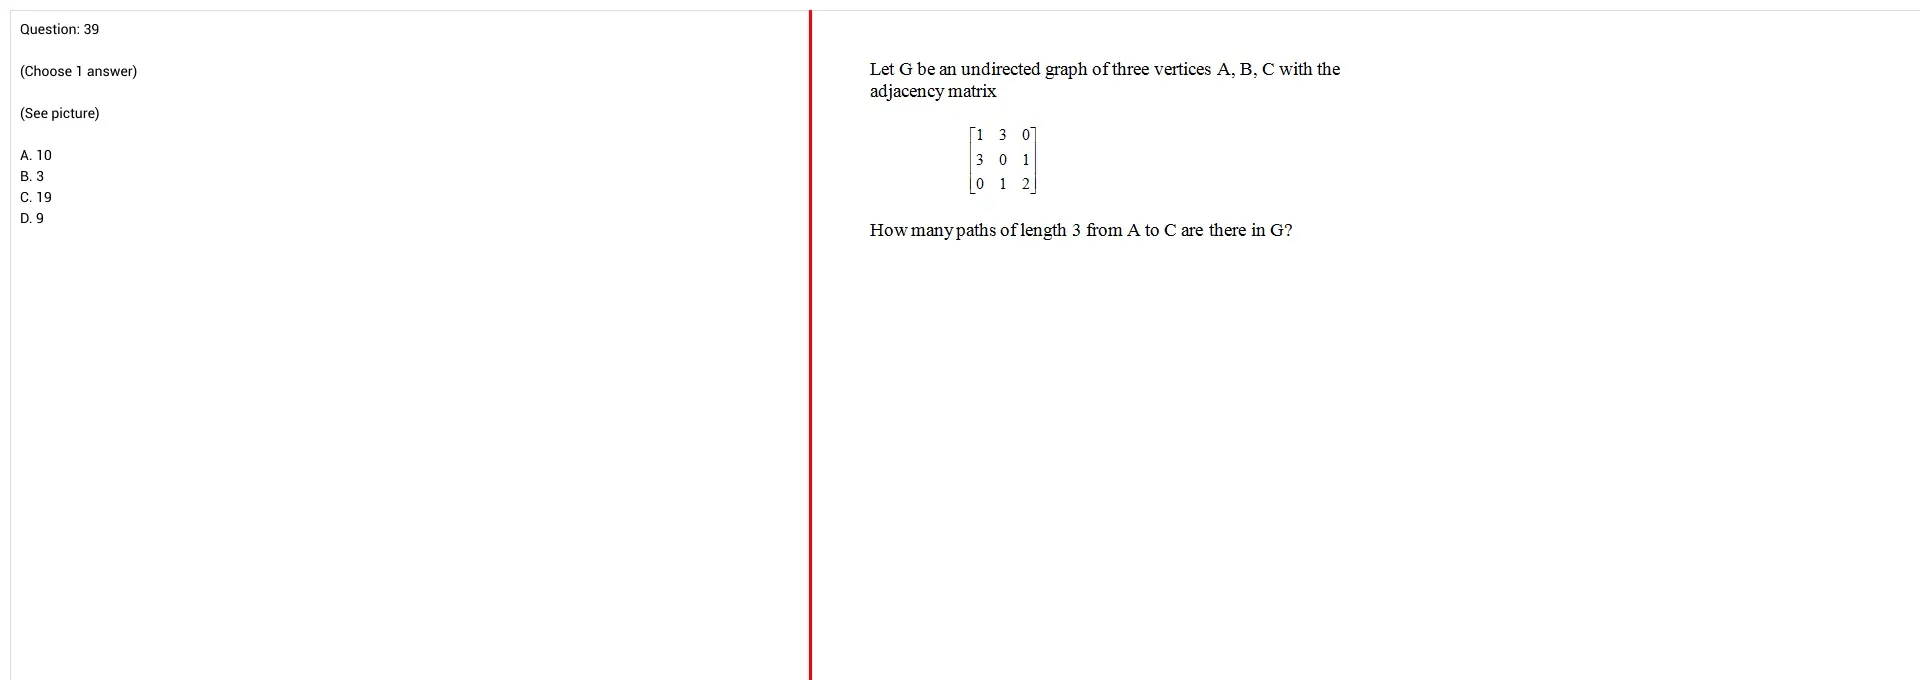 Question: 39
(Choose 1 answer)
(See picture)
A. 10
B. 3
C. 19
D. 9
Let G be an undirected graph of three vertices A, B, C with the
adjacency matrix
1 3 0
3 0 1
0 1 2
How many paths of length 3 from A to C are there in G?